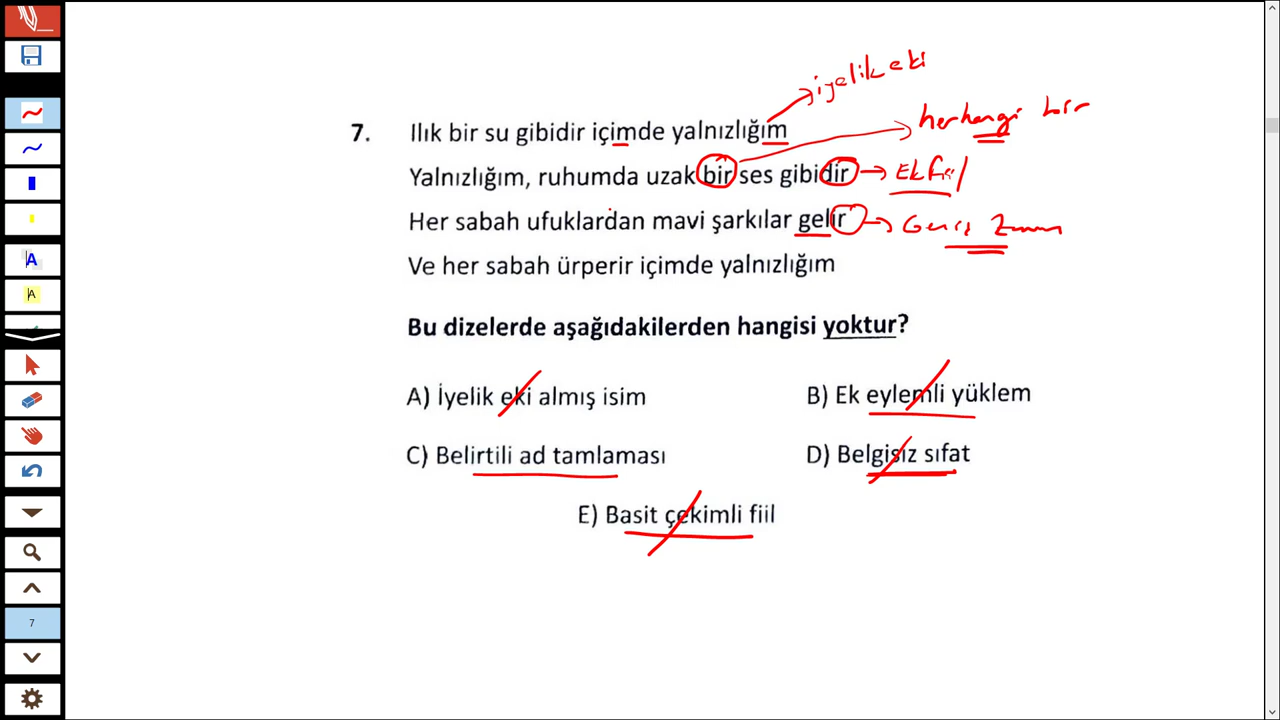 iyelik eki
herhangi bir
7. Ilık bir su gibidir içimde yalnızlığım
Yalnızlığım, ruhumda uzak bir ses gibidir → Ek fiil
Her sabah ufuklardan mavi şarkılar gelir → Geniş Zaman
Ve her sabah ürperir içimde yalnızlığım
Bu dizelerde aşağıdakilerden hangisi yoktur?
A) İyelik eki almış isim
B) Ek eylemli yüklem
C) Belirtili ad tamlaması
D) Belgisiz sıfat
E) Basit çekimli fiil
A
A
7